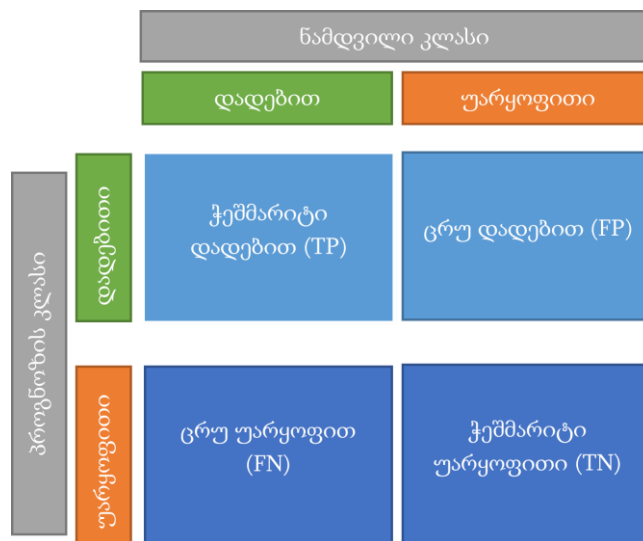 ნამდვილი კლასი
დადებით
უარყოფითი
პროგნოზის კლასი
დადებითი
ჭეშმარიტი
დადებით (TP)
ცრუ დადებით (FP)
უარყოფითი
ცრუ უარყოფით
(FN)
ჭეშმარიტი
უარყოფითი (TN)